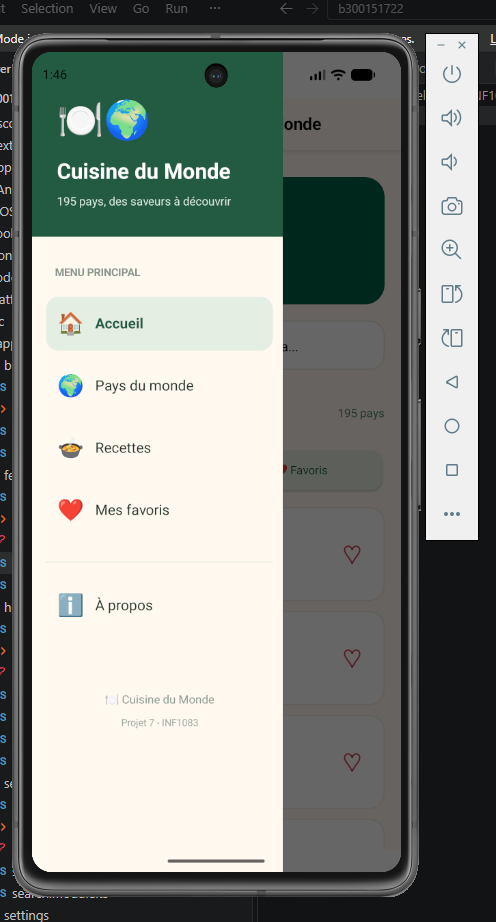 Selection View Go Run ...
b300151722
1:46
Cuisine du Monde
195 pays, des saveurs à découvrir
MENU PRINCIPAL
Accueil
Pays du monde
Recettes
Mes favoris
À propos
Cuisine du Monde
Projet 7 - INF1083
onde
a...
195 pays
Favoris
settings